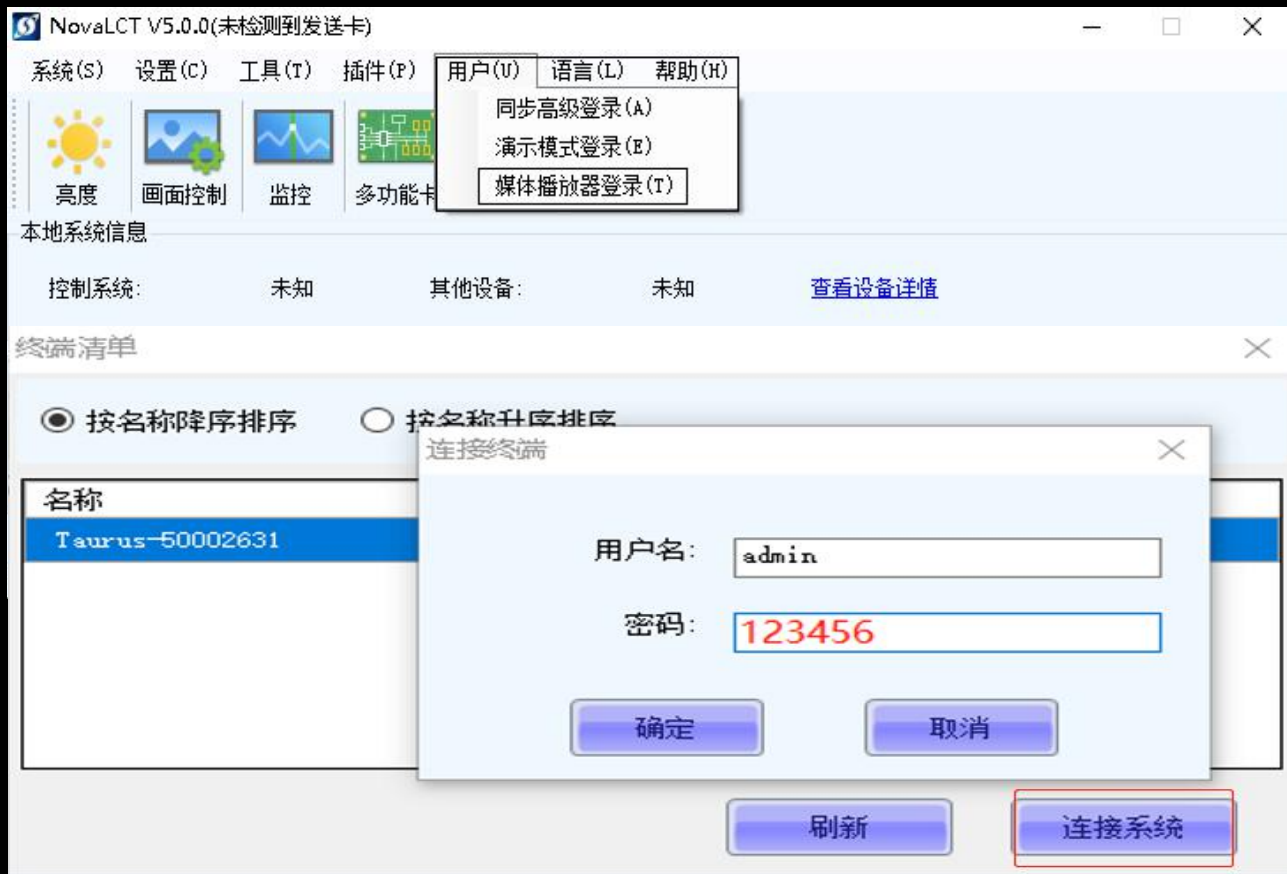 NovaLCT V5.0.0(未检测到发送卡)
系统(S) 设置(C) 工具(T) 插件(P) 用户(U) 语言(L) 帮助(H)
同步高级登录(A)
演示模式登录(E)
媒体播放器登录(T)
亮度 画面控制 监控 多功能卡
本地系统信息
控制系统: 未知 其他设备: 未知 查看设备详情
终端清单
按名称降序排序 按名称升序排序
连接终端
名称
Taurus-50002631
用户名: admin
密码: 123456
确定 取消
刷新 连接系统